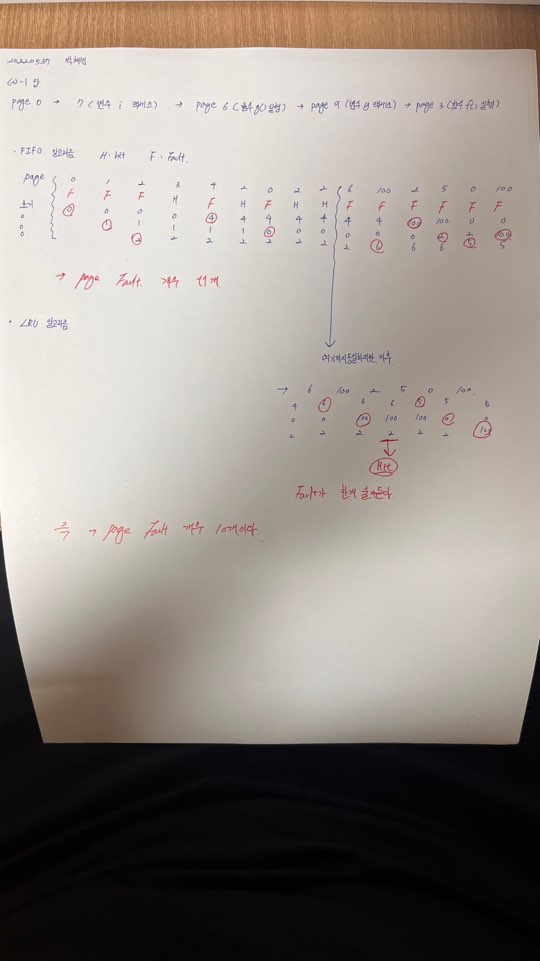 20220537
(2)-1 답
page 0 → 7 (변수 i 액세스) → page 6 (함수 g() 실행) → page 9 (변수 y 액세스) → page 3 (함수 f() 실행)
· FIFO 알고리즘 H: hit F: Fault.
page 0 1 2 3 4 2 0 2 2 6 100 2 5 0 100
초기 F F F H F H F H H F F F F F F
0 0 0 0 0 4 4 4 4 4 4 4 100 100 0 0
0 1 1 1 1 1 0 0 0 0 0 0 2 2 100
0 2 2 2 2 2 2 2 2 2 6 6 6 5 5
→ page Fault 개수 11개
· LRU 알고리즘
여기까지 동일하지만 이후
→ 6 100 2 5 0 100.
4 6 6 6 5 5 5
0 0 100 100 100 0 0
2 2 2 2 2 2 100
Hit
Fault가 한개 줄어든다.
즉 → page Fault 개수 10개이다.